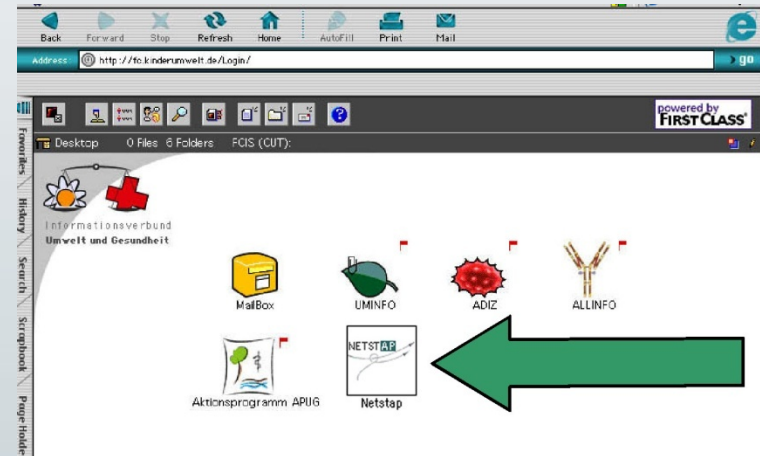 Back Forward Stop Refresh Home AutoFill Print Mail
Address http://fc.kinderumwelt.de/Login/ go
powered by
FIRSTCLASS
Desktop 0 Files 6 Folders FCIS (CUT):
Favorites
History
Search
Scrapbook
Page Holde
Informationsverbund
Umwelt und Gesundheit
MailBox UMINFO ADIZ ALLINFO
NETSTAP
Aktionsprogramm APUG Netstap